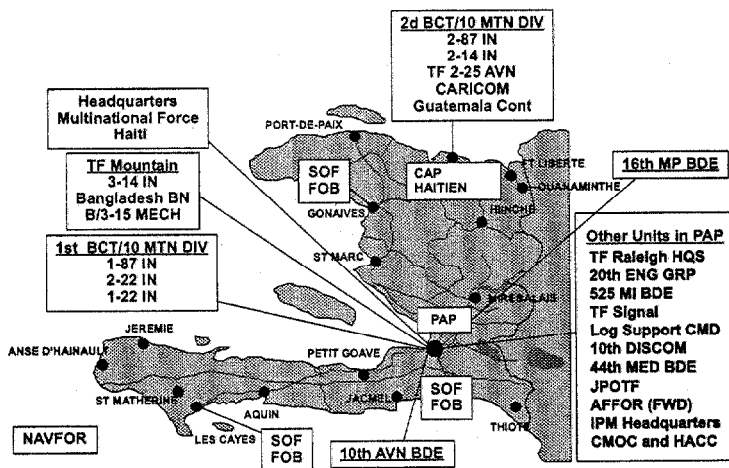 2d BCT/10 MTN DIV
2-87 IN
2-14 IN
TF 2-25 AVN
CARICOM
Guatemala Cont
Headquarters
Multinational Force
Haiti
TF Mountain
3-14 IN
Bangladesh BN
B/3-15 MECH
1st BCT/10 MTN DIV
1-87 IN
2-22 IN
1-22 IN
PORT-DE-PAIX
SOF
FOB
GONAIVES
CAP
HAITIEN
FT LIBERTE
OUANAMINTHE
HINCHE
16th MP BDE
ST MARC
MIREBALAIS
PAP
Other Units in PAP
TF Raleigh HQS
20th ENG GRP
525 MI BDE
TF Signal
Log Support CMD
10th DISCOM
44th MED BDE
JPOTF
AFFOR (FWD)
IPM Headquarters
CMOC and HACC
JEREMIE
ANSE D'HAINAULT
PETIT GOAVE
ST MATHERINE
AQUIN
JACMEL
SOF
FOB
THIOTE
LES CAYES
SOF
FOB
NAVFOR
10th AVN BDE